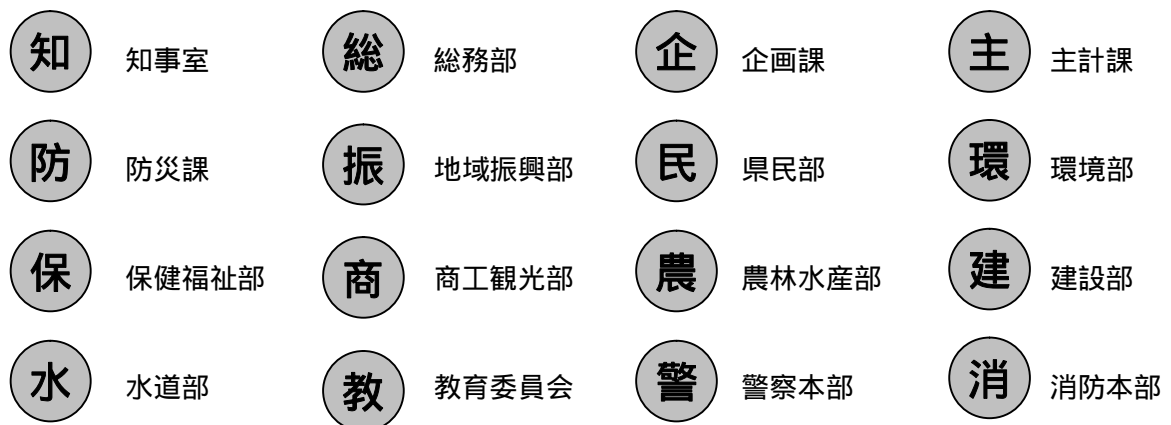 知 知事室 総 総務部 企 企画課 主 主計課
防 防災課 振 地域振興部 民 県民部 環 環境部
保 保健福祉部 商 商工観光部 農 農林水産部 建 建設部
水 水道部 教 教育委員会 警 警察本部 消 消防本部